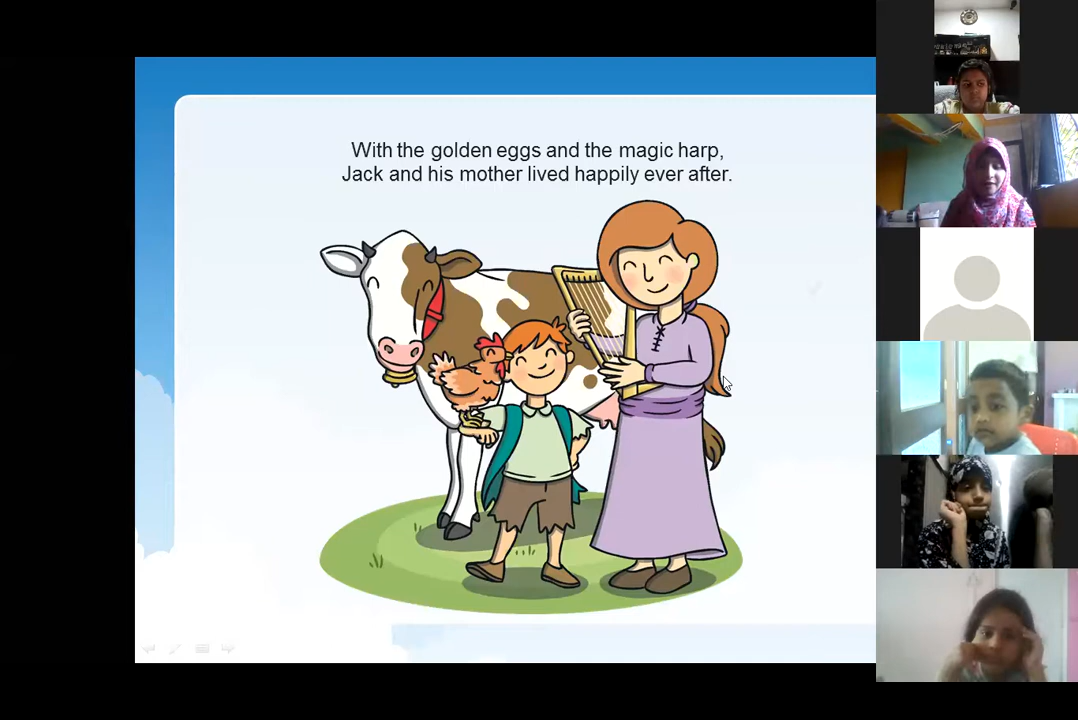 With the golden eggs and the magic harp,
Jack and his mother lived happily ever after.